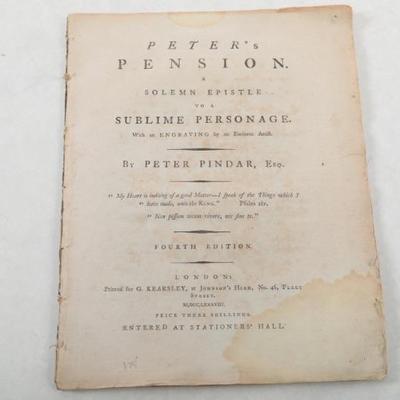 PETER's
PENSION.
A
SOLEMN EPISTLE
TO A
SUBLIME PERSONAGE.
With an ENGRAVING by an Eminent Artist.
BY PETER PINDAR, ESQ.
"My Heart is inditing of a good Matter—I speak of the Things which I
"have made, unto the KING." Psalm xlv.
"Non possum tecum vivere, nec sine te."
FOURTH EDITION.
LONDON:
Printed for G. KEARSLEY, at JOHNSON's HEAD, No. 46, FLEET
STREET.
M,DCC,LXXXVIII.
PRICE THREE SHILLINGS.
ENTERED AT STATIONERS' HALL.